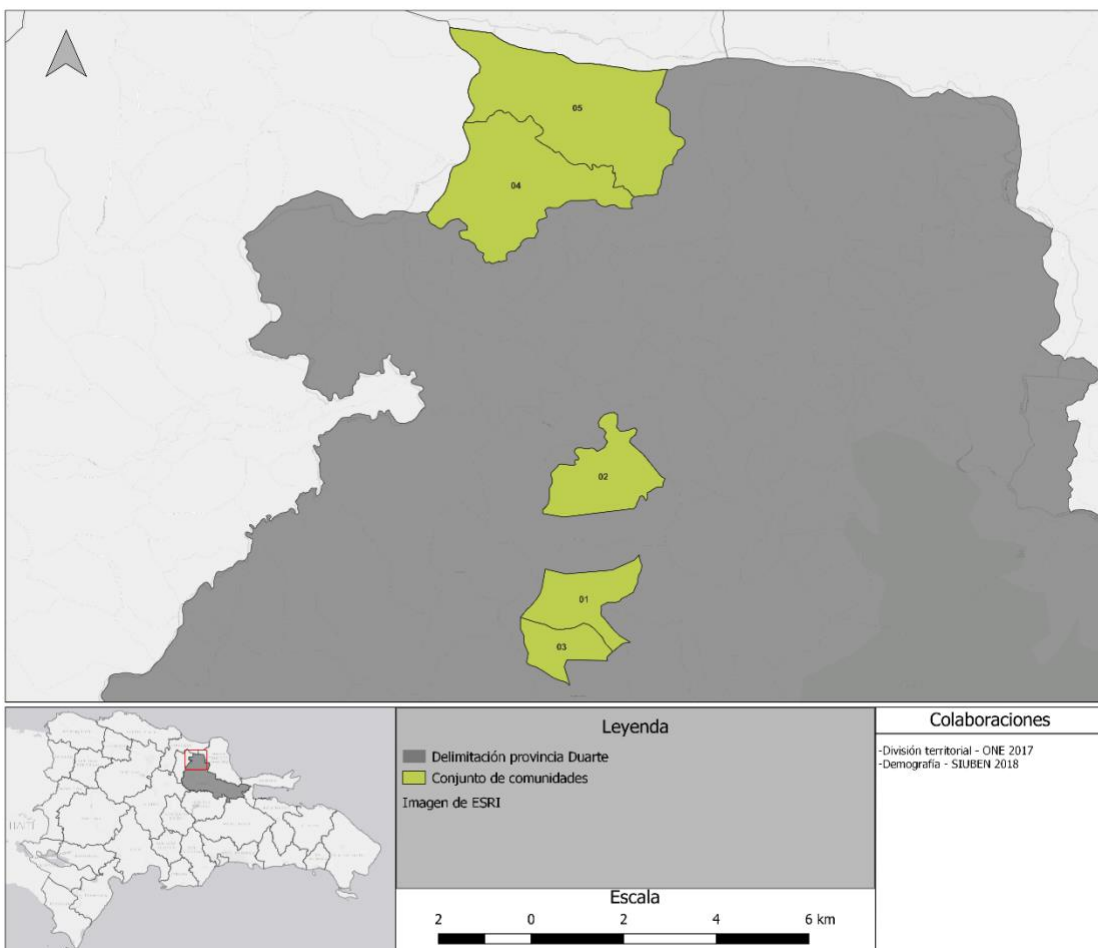 05
04
02
01
03
Leyenda
Delimitación provincia Duarte
Conjunto de comunidades
Imagen de ESRI
Colaboraciones
-División territorial - ONE 2017
-Demografía - SIUBEN 2018
Escala
2 0 2 4 6 km